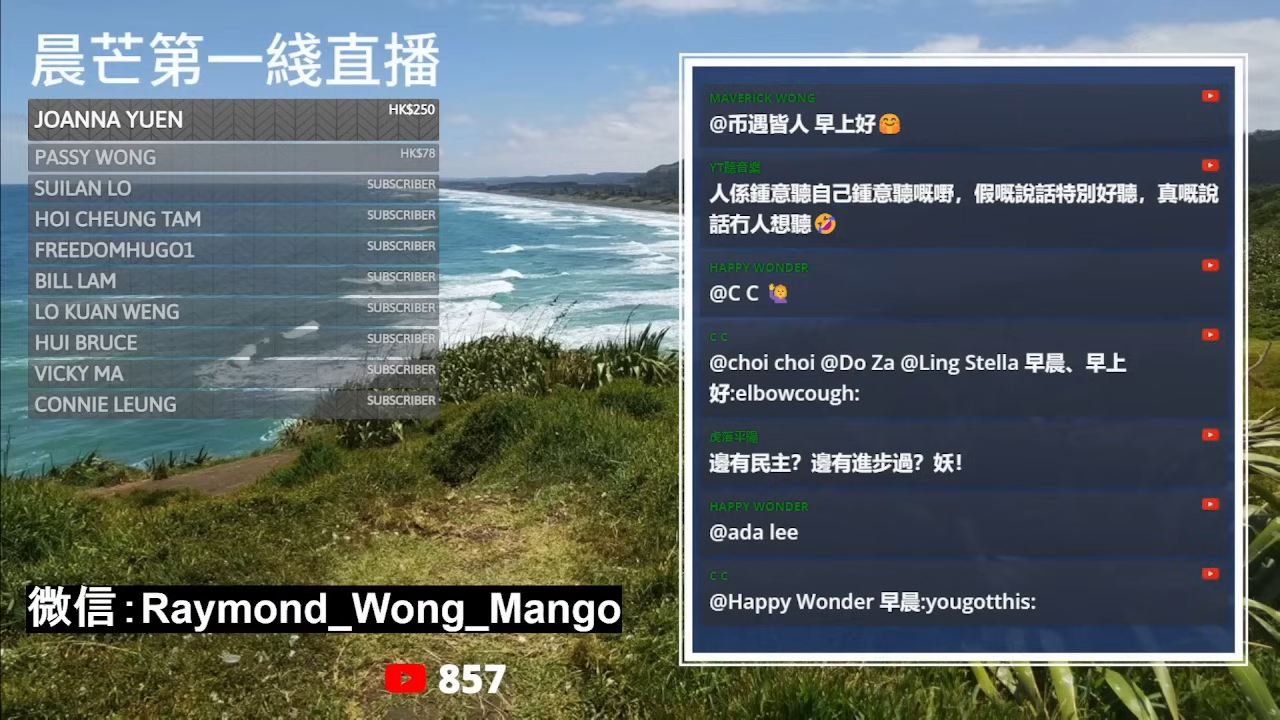 晨芒第一綫直播
JOANNA YUEN HK$250
PASSY WONG HK$78
SUILAN LO SUBSCRIBER
HOI CHEUNG TAM SUBSCRIBER
FREEDOMHUGO1 SUBSCRIBER
BILL LAM SUBSCRIBER
LO KUAN WENG SUBSCRIBER
HUI BRUCE SUBSCRIBER
VICKY MA SUBSCRIBER
CONNIE LEUNG SUBSCRIBER
微信:Raymond_Wong_Mango
857
MAVERICK WONG
@币遇皆人 早上好🤗
YT聽音樂
人係鍾意聽自己鍾意聽嘅嘢，假嘅說話特別好聽，真嘅說
話冇人想聽🤣
HAPPY WONDER
@C C 🙋
C C
@choi choi @Do Za @Ling Stella 早晨、早上
好:elbowcough:
虎落平陽
邊有民主？邊有進步過？妖！
HAPPY WONDER
@ada lee
C C
@Happy Wonder 早晨:yougotthis: